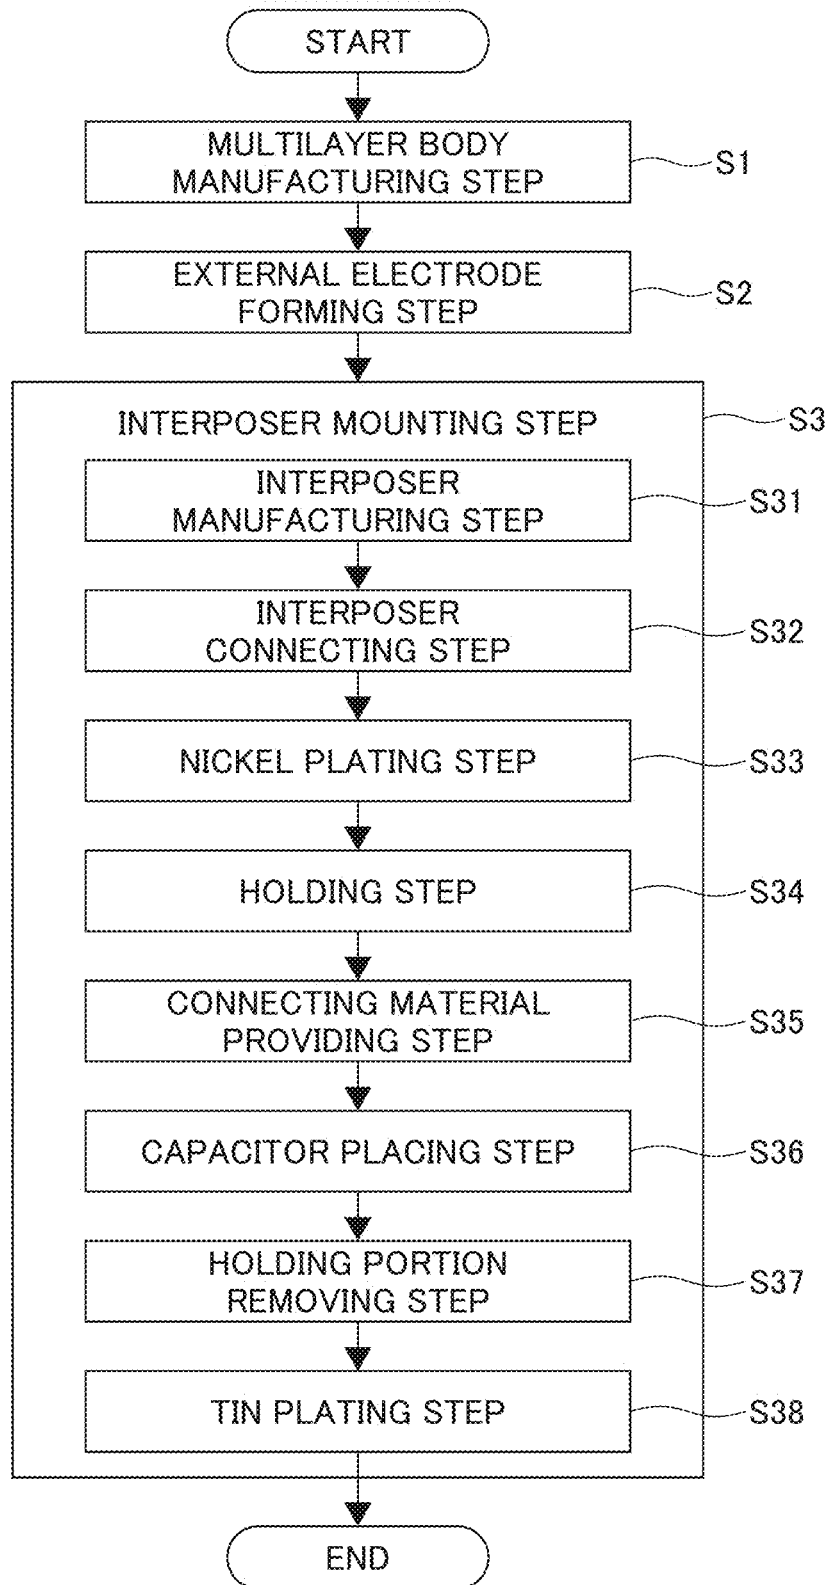 START
MULTILAYER BODY
MANUFACTURING STEP
S1
EXTERNAL ELECTRODE
FORMING STEP
S2
INTERPOSER MOUNTING STEP
S3
INTERPOSER
MANUFACTURING STEP
S31
INTERPOSER
CONNECTING STEP
S32
NICKEL PLATING STEP
S33
HOLDING STEP
S34
CONNECTING MATERIAL
PROVIDING STEP
S35
CAPACITOR PLACING STEP
S36
HOLDING PORTION
REMOVING STEP
S37
TIN PLATING STEP
S38
END